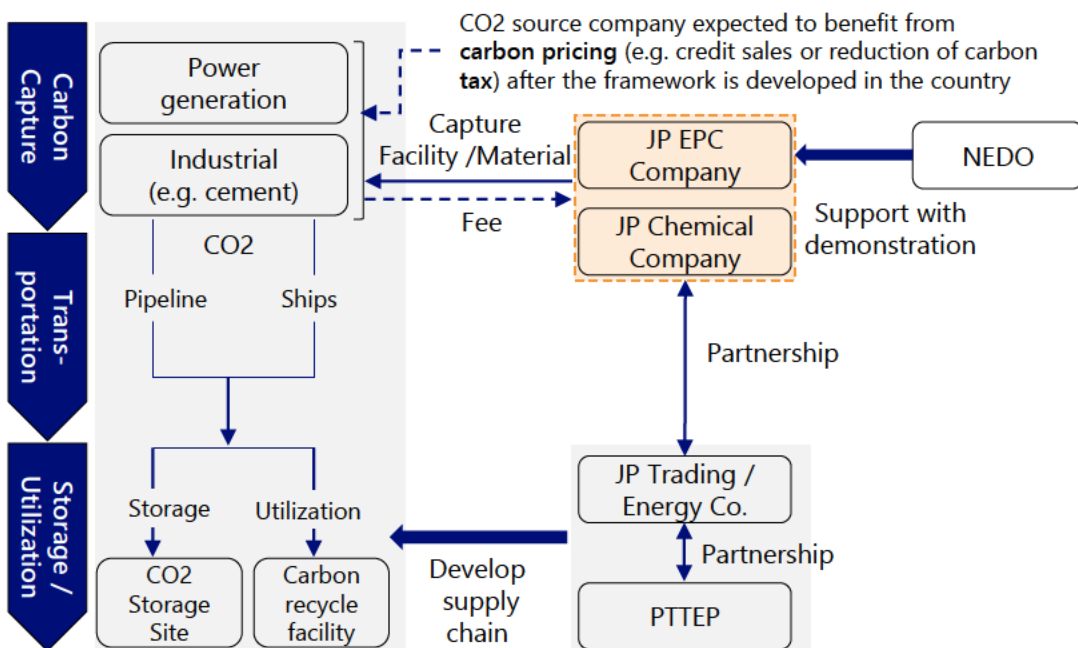 Carbon
Capture
Trans-
portation
Storage /
Utilization
CO2 source company expected to benefit from
carbon pricing (e.g. credit sales or reduction of carbon
tax) after the framework is developed in the country
Power
generation
Industrial
(e.g. cement)
Capture
Facility /Material
Fee
JP EPC
Company
JP Chemical
Company
NEDO
Support with
demonstration
CO2
Pipeline
Ships
Partnership
Storage
Utilization
CO2
Storage
Site
Carbon
recycle
facility
Develop
supply
chain
JP Trading /
Energy Co.
Partnership
PTTEP